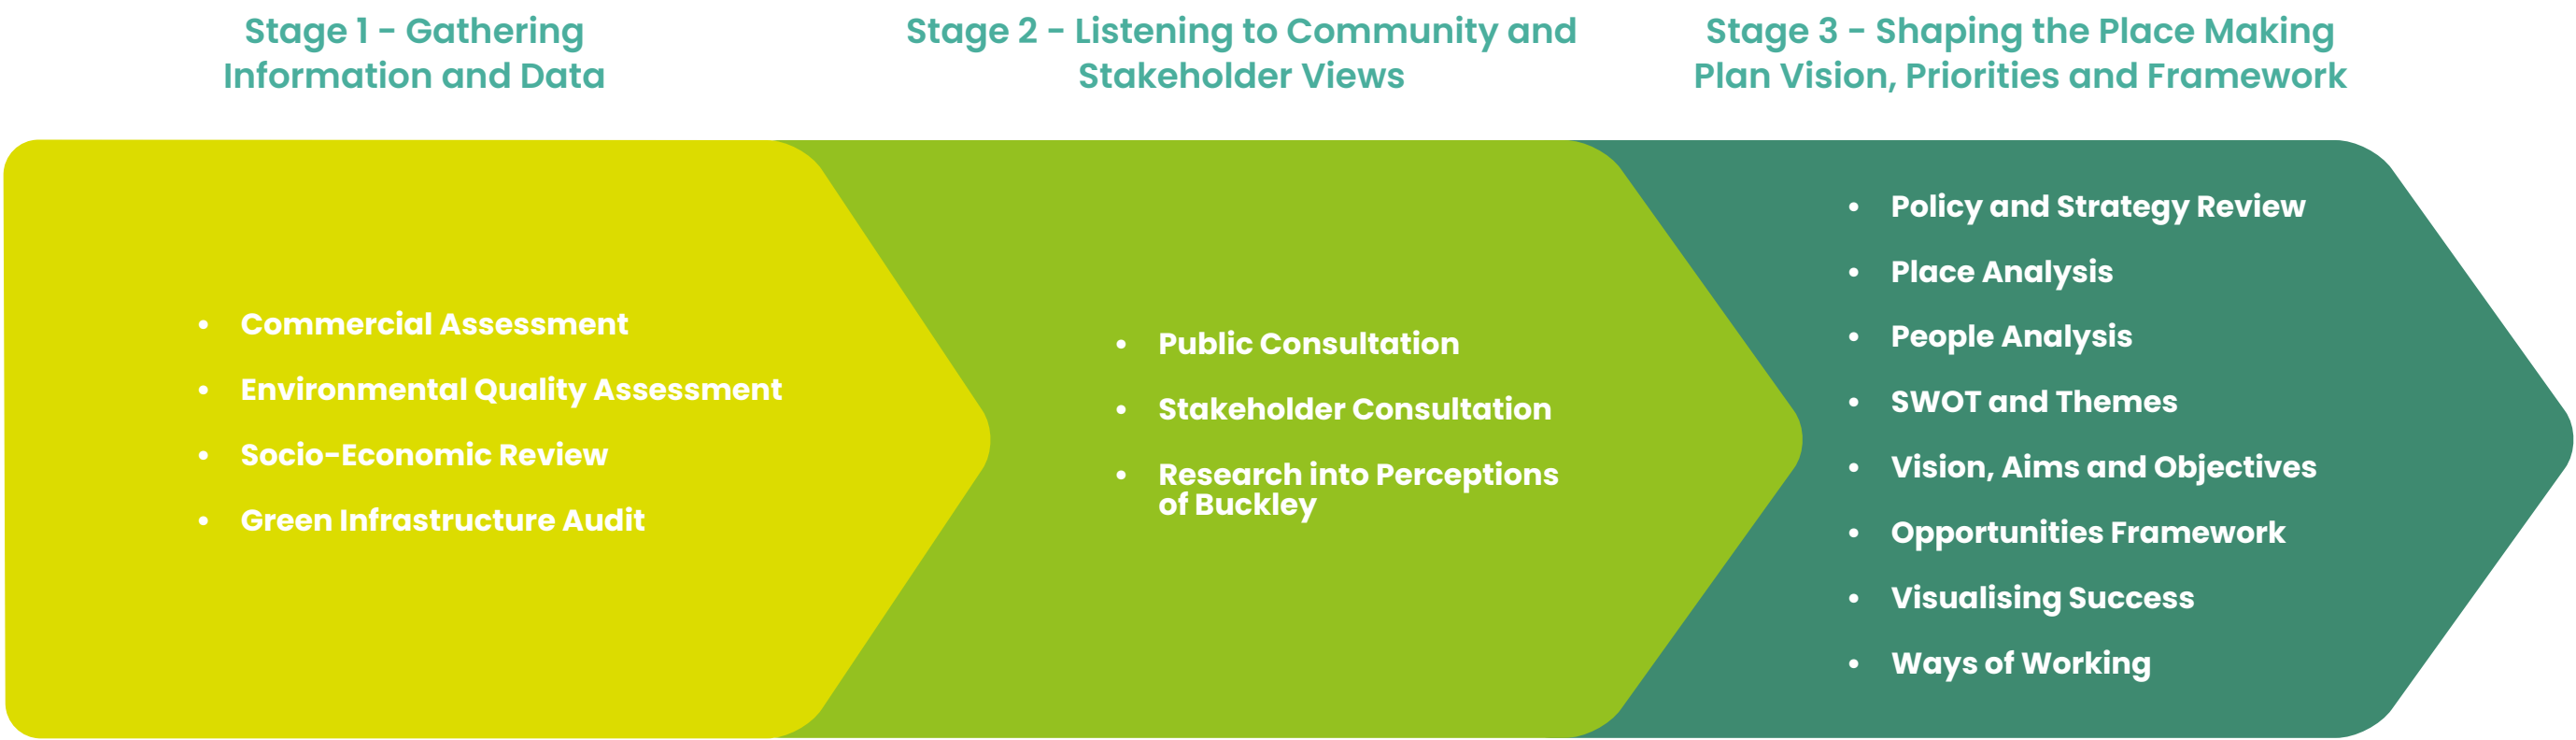 Stage 1 - Gathering
Information and Data
Stage 2 - Listening to Community and
Stakeholder Views
Stage 3 - Shaping the Place Making
Plan Vision, Priorities and Framework
• Commercial Assessment
• Environmental Quality Assessment
• Socio-Economic Review
• Green Infrastructure Audit
• Public Consultation
• Stakeholder Consultation
• Research into Perceptions
of Buckley
• Policy and Strategy Review
• Place Analysis
• People Analysis
• SWOT and Themes
• Vision, Aims and Objectives
• Opportunities Framework
• Visualising Success
• Ways of Working